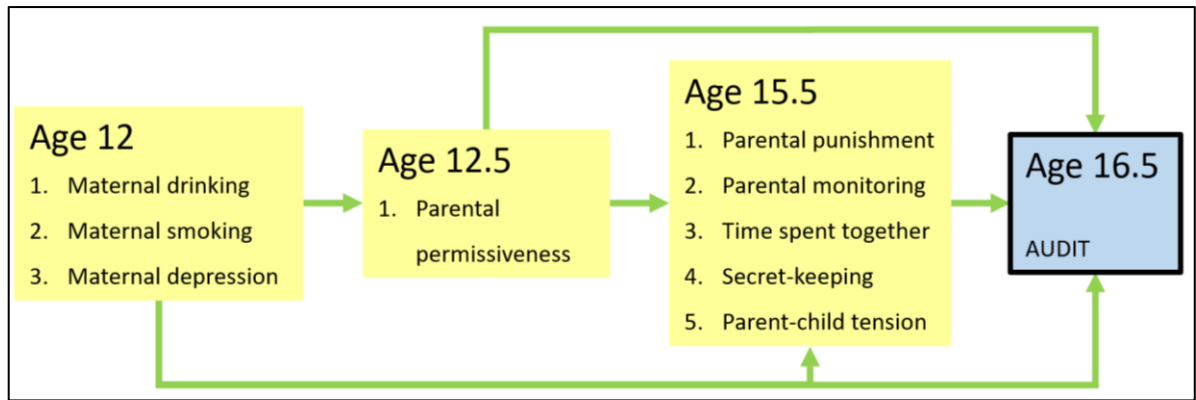 Age 12
1. Maternal drinking
2. Maternal smoking
3. Maternal depression
Age 12.5
1. Parental
permissiveness
Age 15.5
1. Parental punishment
2. Parental monitoring
3. Time spent together
4. Secret-keeping
5. Parent-child tension
Age 16.5
AUDIT